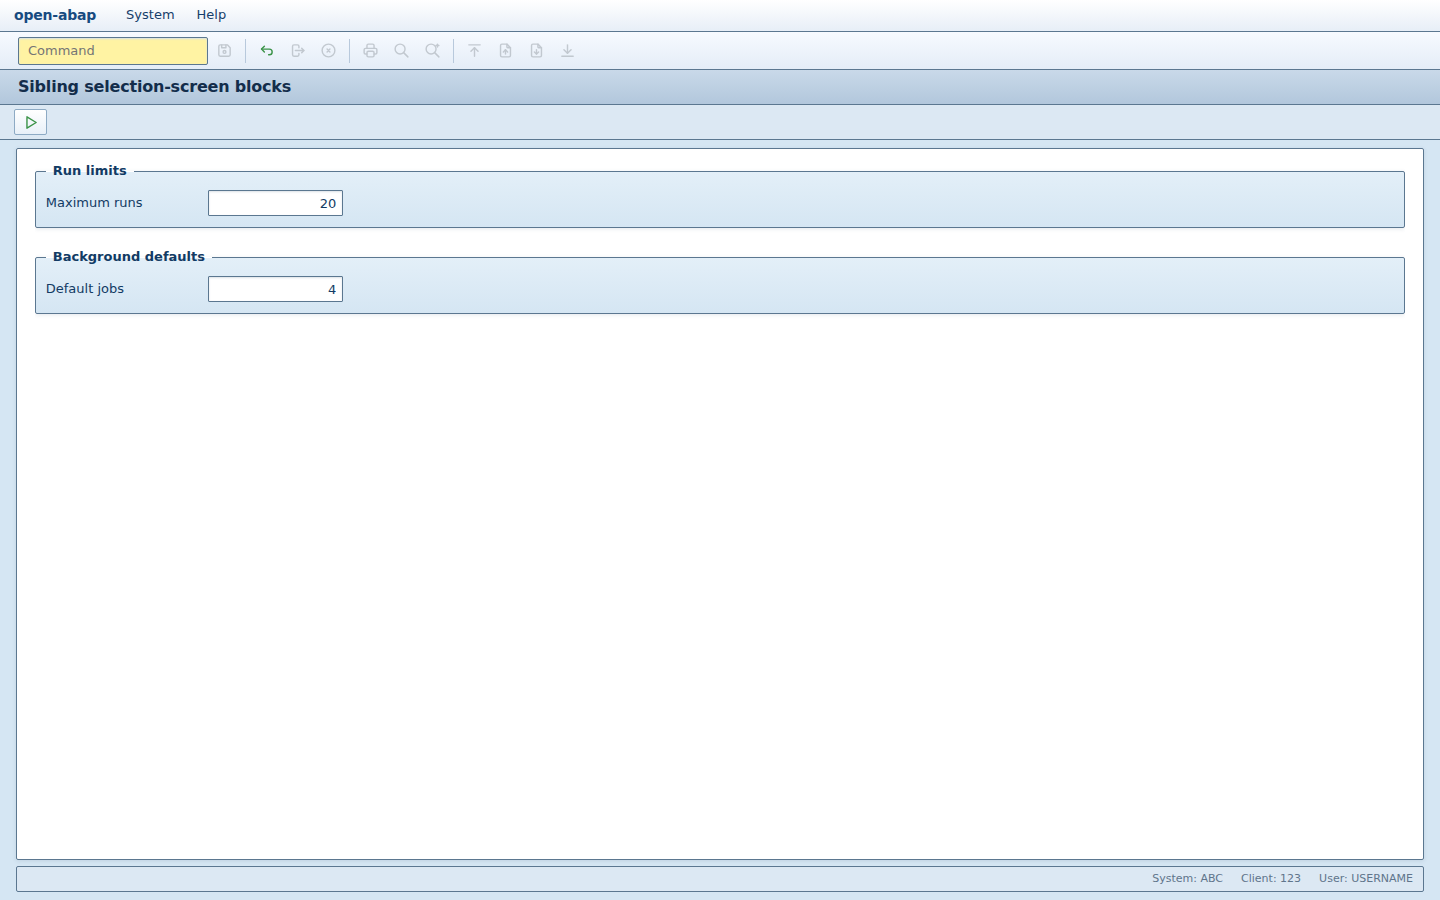 open-abap System Help
Command
Sibling selection-screen blocks
Run limits
Maximum runs 20
Background defaults
Default jobs 4
System: ABC Client: 123 User: USERNAME